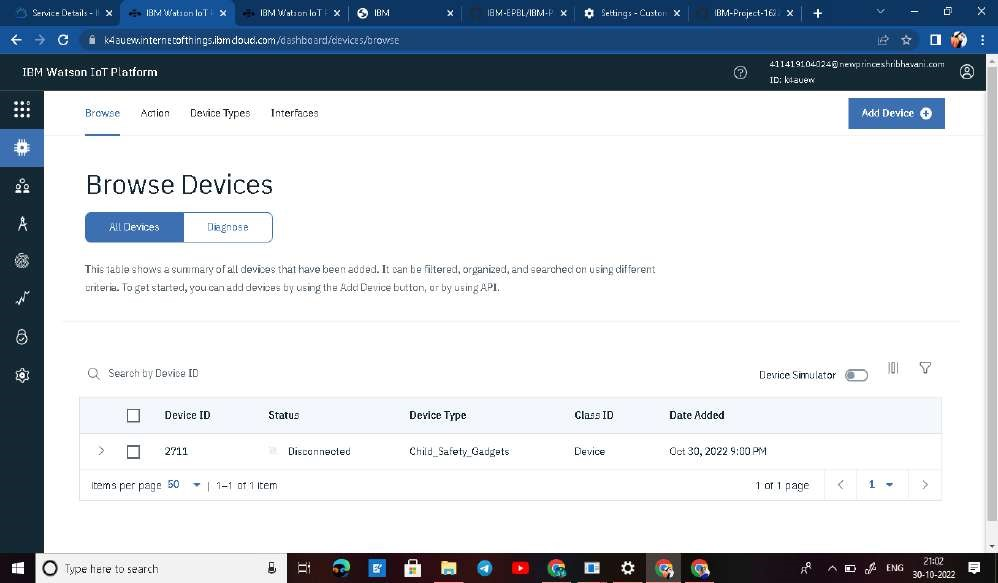 Service Details - I
IBM Watson IoT P
IBM Watson IoT P
IBM
IBM-EPBL/IBM-P
Settings - Custom
IBM-Project-162
k4auew.internetofthings.ibmcloud.com/dashboard/devices/browse
IBM Watson IoT Platform
411419104024@newprinceshribhavani.com
ID: k4auew
Browse Action Device Types Interfaces
Add Device
Browse Devices
All Devices Diagnose
This table shows a summary of all devices that have been added. It can be filtered, organized, and searched on using different
criteria. To get started, you can add devices by using the Add Device button, or by using API.
Search by Device ID
Device Simulator
Device ID Status Device Type Class ID Date Added
2711 Disconnected Child_Safety_Gadgets Device Oct 30, 2022 9:00 PM
Items per page 50 | 1–1 of 1 item
1 of 1 page 1
Type here to search
ENG
21:02
30-10-2022